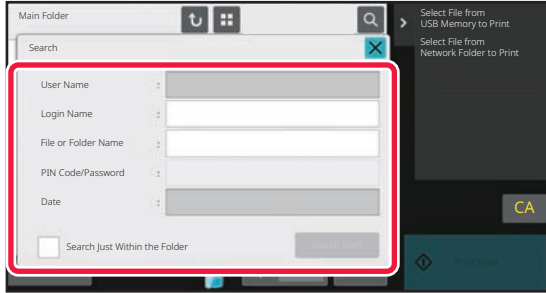 Main Folder
Select File from
USB Memory to Print
Select File from
Network Folder to Print
Search
User Name :
Login Name :
File or Folder Name :
PIN Code/Password :
Date :
Search Just Within the Folder
Search Start
CA
Print Now